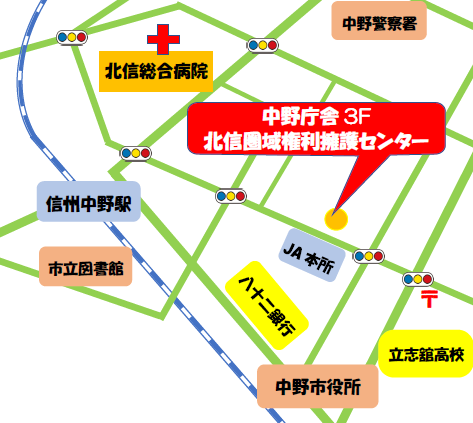 中野警察署
北信総合病院
中野庁舎 3F
北信圏域権利擁護センター
信州中野駅
JA 本所
市立図書館
八十二銀行
〒
立志舘高校
中野市役所